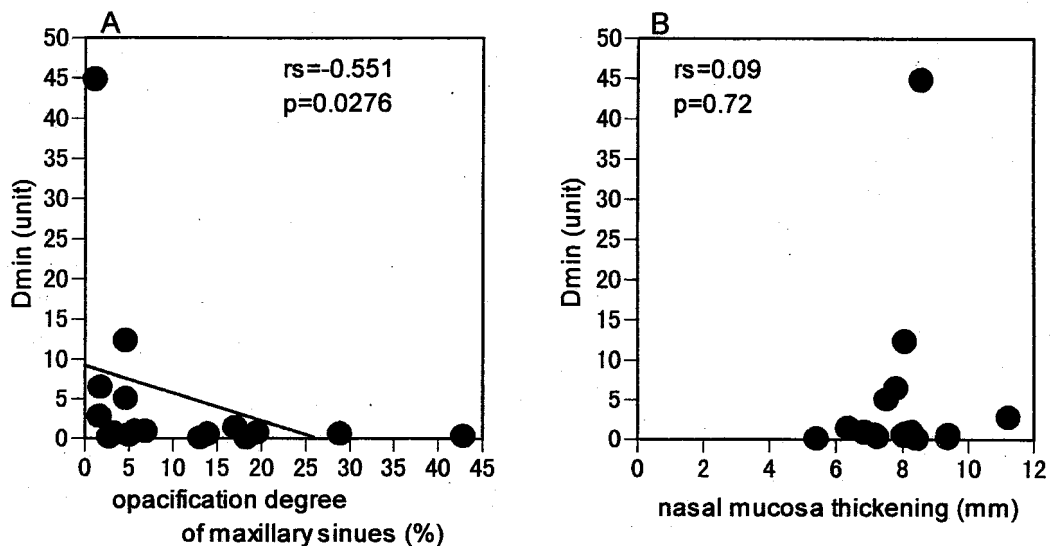 A
50
45
40
35
30
25
20
15
10
5
0
Dmin (unit)
rs=-0.551
p=0.0276
0 5 10 15 20 25 30 35 40 45
opacification degree
of maxillary sinues (%)
B
50
45
40
35
30
25
20
15
10
5
0
Dmin (unit)
rs=0.09
p=0.72
0 2 4 6 8 10 12
nasal mucosa thickening (mm)